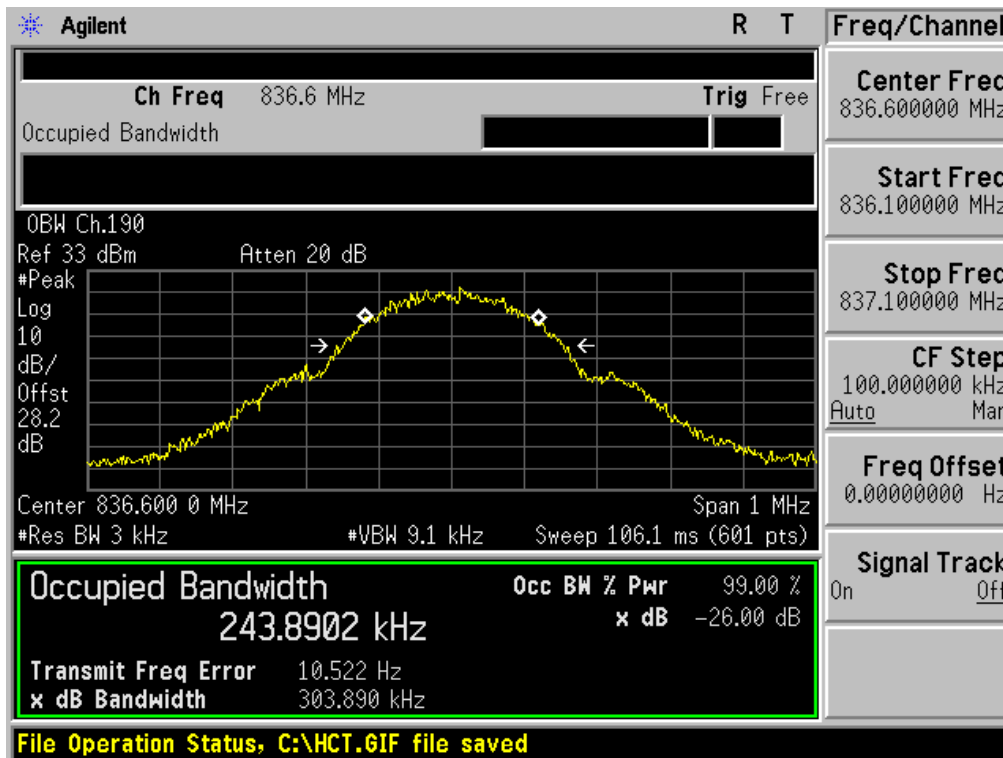 Agilent R T Freq/Channel
Ch Freq 836.6 MHz Trig Free
Occupied Bandwidth
Center Freq
836.600000 MHz
Start Freq
836.100000 MHz
Stop Freq
837.100000 MHz
CF Step
100.000000 kHz
Auto Man
Freq Offset
0.00000000 Hz
Signal Track
On Off
OBW Ch.190
Ref 33 dBm Atten 20 dB
#Peak
Log
10
dB/
Offst
28.2
dB
Center 836.600 0 MHz Span 1 MHz
#Res BW 3 kHz #VBW 9.1 kHz Sweep 106.1 ms (601 pts)
Occupied Bandwidth Occ BW % Pwr 99.00 %
243.8902 kHz x dB -26.00 dB
Transmit Freq Error 10.522 Hz
x dB Bandwidth 303.890 kHz
File Operation Status, C:\HCT.GIF file saved